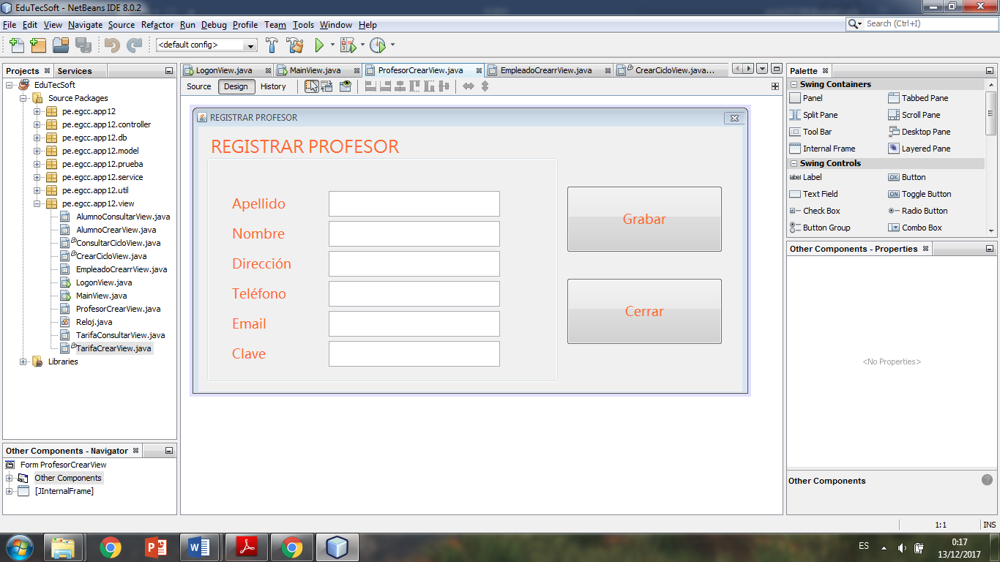 EduTecSoft - NetBeans IDE 8.0.2
File Edit View Navigate Source Refactor Run Debug Profile Team Tools Window Help
Search (Ctrl+I)
<default config>
Projects
Services
EduTecSoft
Source Packages
pe.egcc.app12
pe.egcc.app12.controller
pe.egcc.app12.db
pe.egcc.app12.model
pe.egcc.app12.prueba
pe.egcc.app12.service
pe.egcc.app12.util
pe.egcc.app12.view
AlumnoConsultarView.java
AlumnoCrearView.java
ConsultarCicloView.java
CrearCicloView.java
EmpleadoCrearrView.java
LogonView.java
MainView.java
ProfesorCrearView.java
Reloj.java
TarifaConsultarView.java
TarifaCrearView.java
Libraries
Other Components - Navigator
Form ProfesorCrearView
Other Components
[JInternalFrame]
LogonView.java
MainView.java
ProfesorCrearView.java
EmpleadoCrearrView.java
CrearCicloView.java...
Source Design History
REGISTRAR PROFESOR
REGISTRAR PROFESOR
Apellido
Nombre
Dirección
Teléfono
Email
Clave
Grabar
Cerrar
Palette
Swing Containers
Panel
Tabbed Pane
Split Pane
Scroll Pane
Tool Bar
Desktop Pane
Internal Frame
Layered Pane
Swing Controls
label Label
OK Button
Text Field
ON Toggle Button
Check Box
Radio Button
Button Group
Combo Box
Other Components - Properties
<No Properties>
Other Components
1:1
INS
ES
0:17
13/12/2017